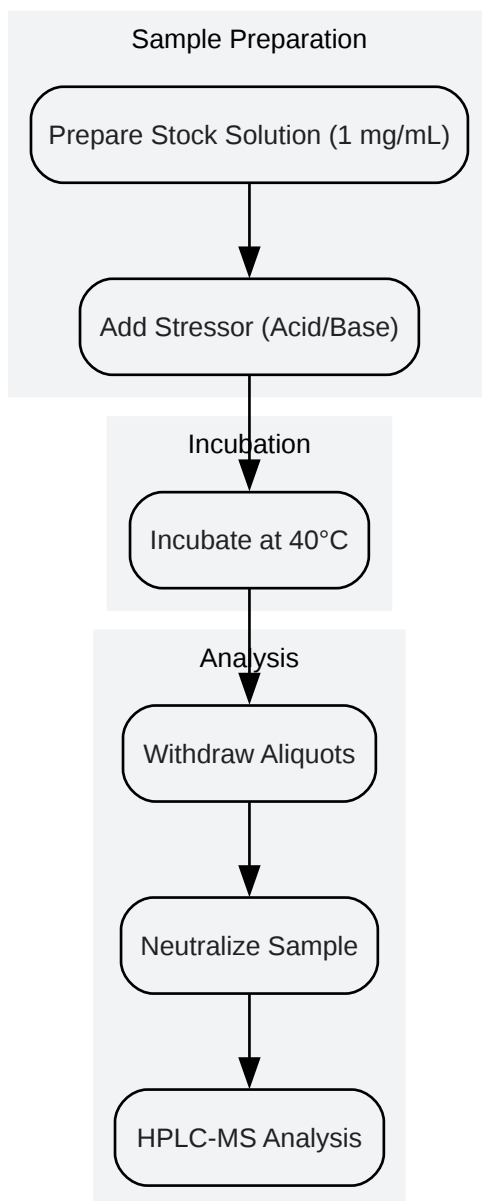 Sample Preparation
Prepare Stock Solution (1 mg/mL)
Add Stressor (Acid/Base)
Incubation
Incubate at 40°C
Analysis
Withdraw Aliquots
Neutralize Sample
HPLC-MS Analysis